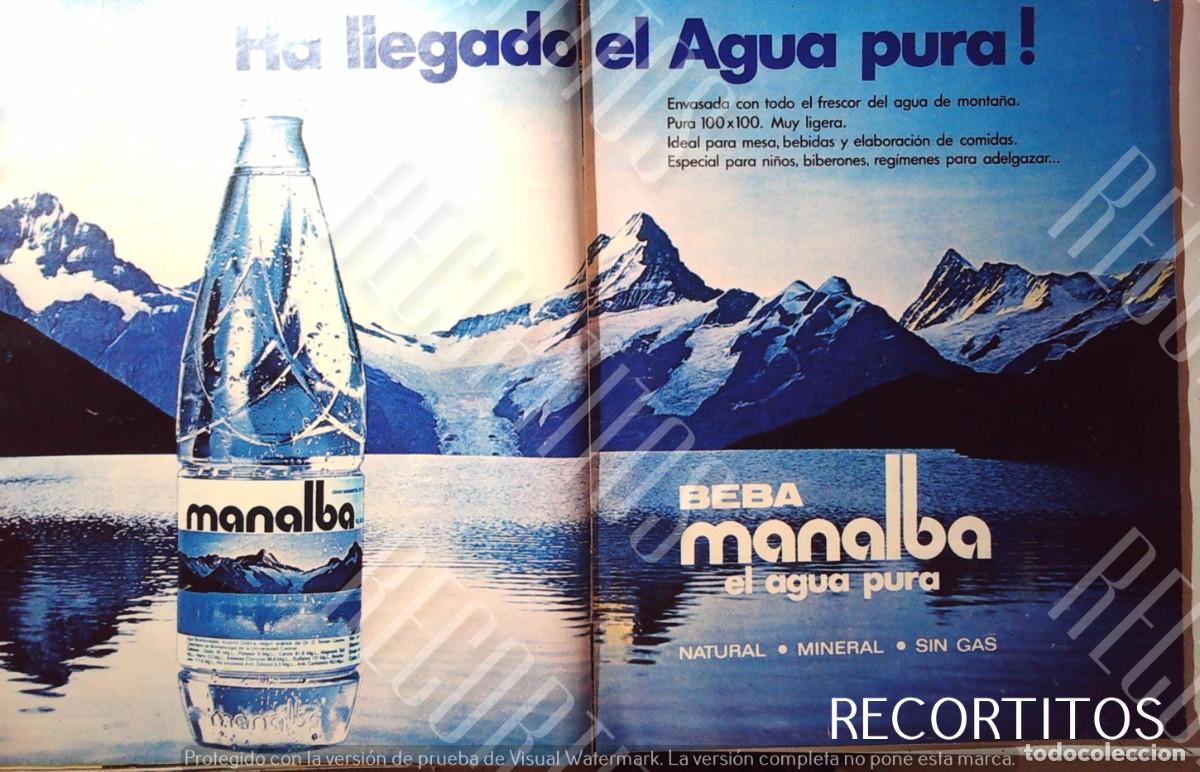 Ha llegado el Agua pura!
Envasada con todo el frescor del agua de montaña.
Pura 100x100. Muy ligera.
Ideal para mesa, bebidas y elaboración de comidas.
Especial para niños, biberones, regímenes para adelgazar...
manalba
manalba
BEBA
manalba
el agua pura
NATURAL • MINERAL • SIN GAS
RECORTITOS
todocoleccion
Protegido con la versión de prueba de Visual Watermark. La versión completa no pone esta marca.